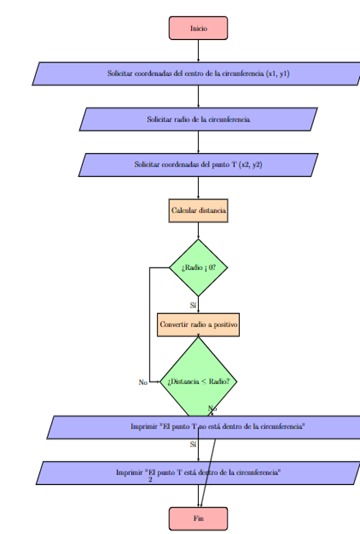 Inicio
Solicitar coordenadas del centro de la circunferencia (x1, y1)
Solicitar radio de la circunferencia
Solicitar coordenadas del punto T (x2, y2)
Calcular distancia
¿Radio ¡ 0?
Sí
Convertir radio a positivo
¿Distancia < Radio?
No
No
Imprimir "El punto T no está dentro de la circunferencia"
Sí
Imprimir "El punto T está dentro de la circunferencia"
2
Fin